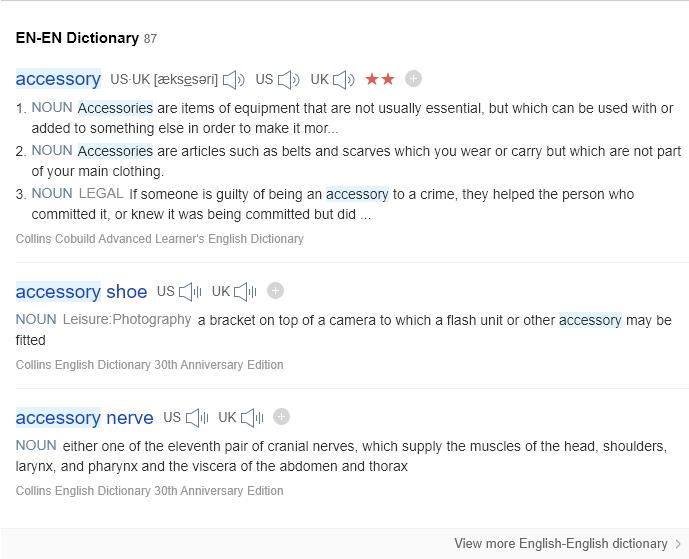 EN-EN Dictionary 87
accessory US·UK [æksesəri] US UK ★★
1. NOUN Accessories are items of equipment that are not usually essential, but which can be used with or
added to something else in order to make it mor...
2. NOUN Accessories are articles such as belts and scarves which you wear or carry but which are not part
of your main clothing.
3. NOUN LEGAL If someone is guilty of being an accessory to a crime, they helped the person who
committed it, or knew it was being committed but did ...
Collins Cobuild Advanced Learner's English Dictionary
accessory shoe US UK
NOUN Leisure:Photography a bracket on top of a camera to which a flash unit or other accessory may be
fitted
Collins English Dictionary 30th Anniversary Edition
accessory nerve US UK
NOUN either one of the eleventh pair of cranial nerves, which supply the muscles of the head, shoulders,
larynx, and pharynx and the viscera of the abdomen and thorax
Collins English Dictionary 30th Anniversary Edition
View more English-English dictionary >